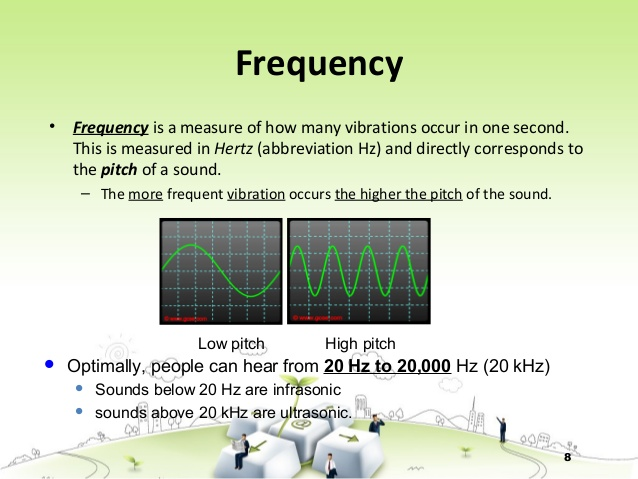 Frequency
• Frequency is a measure of how many vibrations occur in one second.
This is measured in Hertz (abbreviation Hz) and directly corresponds to
the pitch of a sound.
– The more frequent vibration occurs the higher the pitch of the sound.
Low pitch High pitch
• Optimally, people can hear from 20 Hz to 20,000 Hz (20 kHz)
• Sounds below 20 Hz are infrasonic
• sounds above 20 kHz are ultrasonic.
8